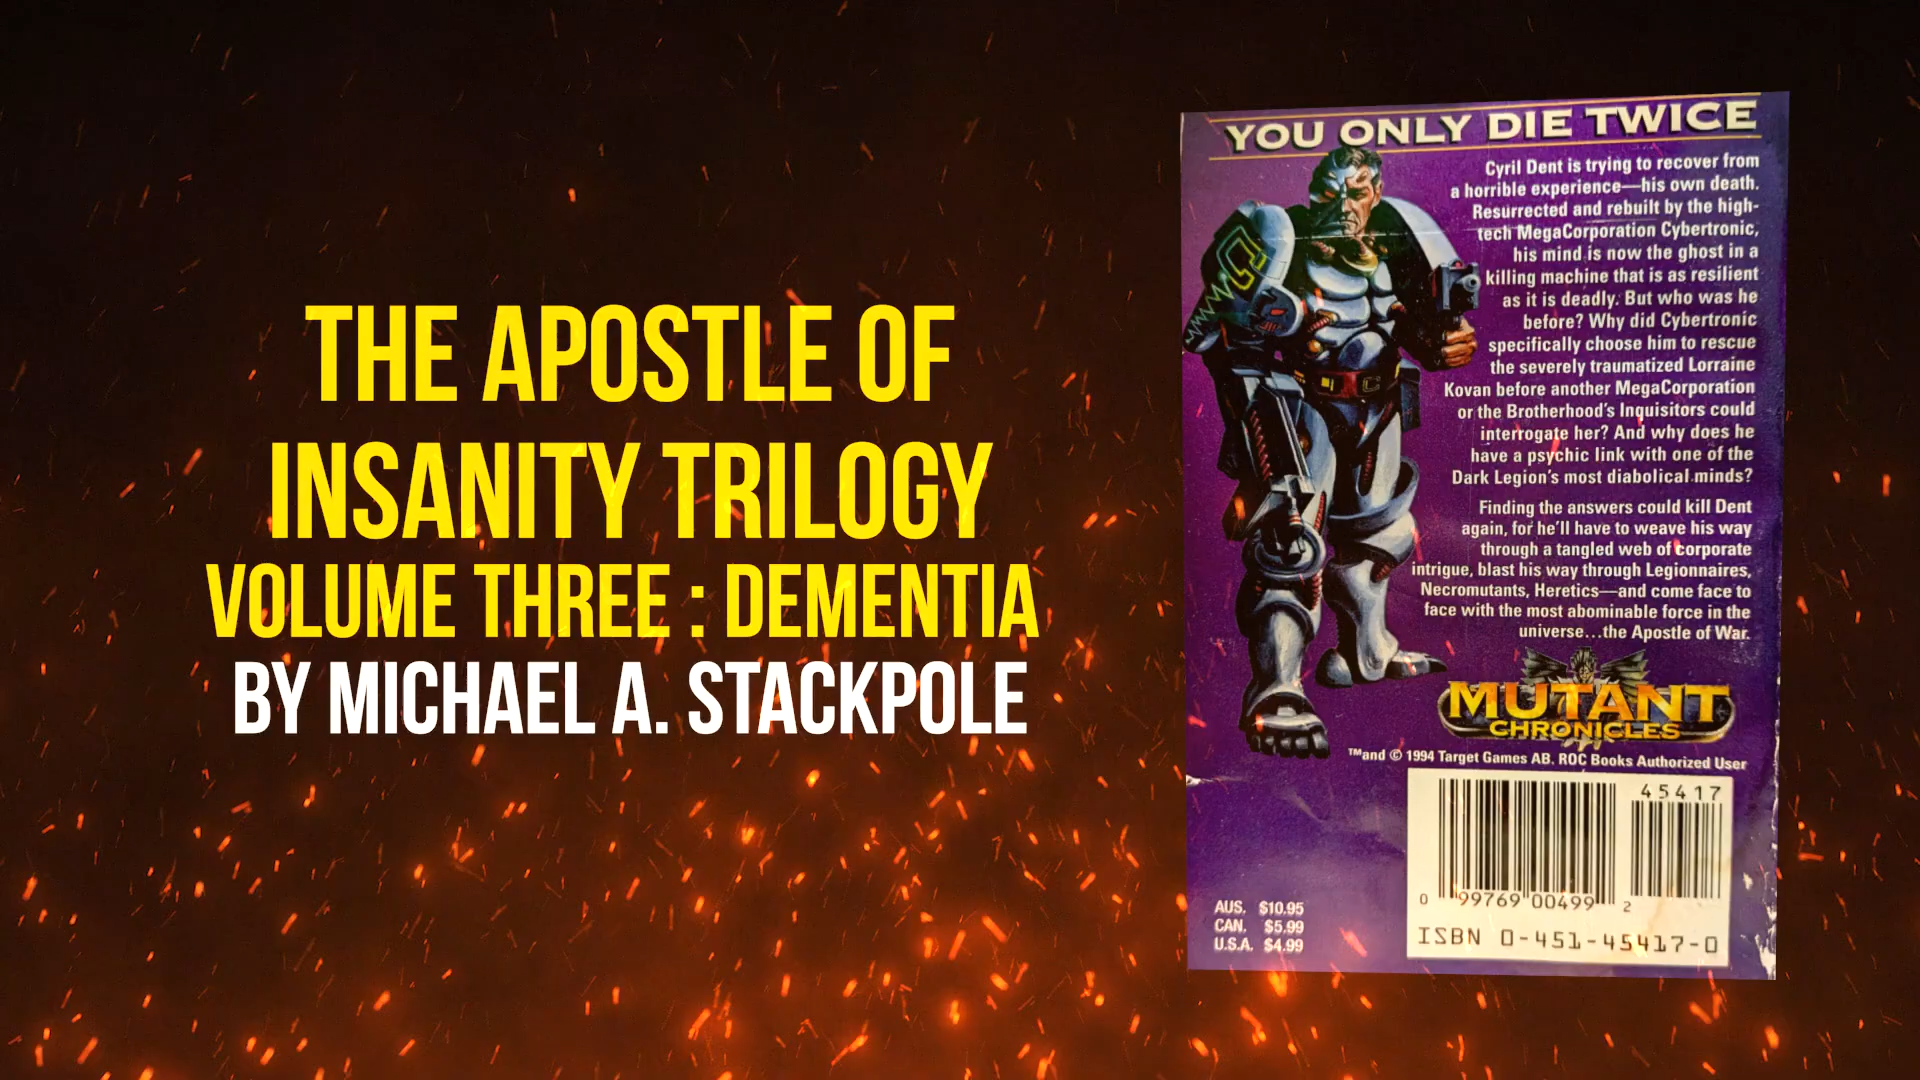 THE APOSTLE OF
INSANITY TRILOGY
VOLUME THREE : DEMENTIA
BY MICHAEL A. STACKPOLE
YOU ONLY DIE TWICE
Cyril Dent is trying to recover from
a horrible experience—his own death.
Resurrected and rebuilt by the high-
tech MegaCorporation Cybertronic,
his mind is now the ghost in a
killing machine that is as resilient
as it is deadly. But who was he
before? Why did Cybertronic
specifically choose him to rescue
the severely traumatized Lorraine
Kovan before another MegaCorporation
or the Brotherhood's Inquisitors could
interrogate her? And why does he
have a psychic link with one of the
Dark Legion's most diabolical minds?
Finding the answers could kill Dent
again, for he'll have to weave his way
through a tangled web of corporate
intrigue, blast his way through Legionnaires,
Necromutants, Heretics—and come face to
face with the most abominable force in the
universe...the Apostle of War.
MUTANT
CHRONICLES
™and © 1994 Target Games AB. ROC Books Authorized User
45417
0 99769 00499 2
ISBN 0-451-45417-0
AUS. $10.95
CAN. $5.99
U.S.A. $4.99